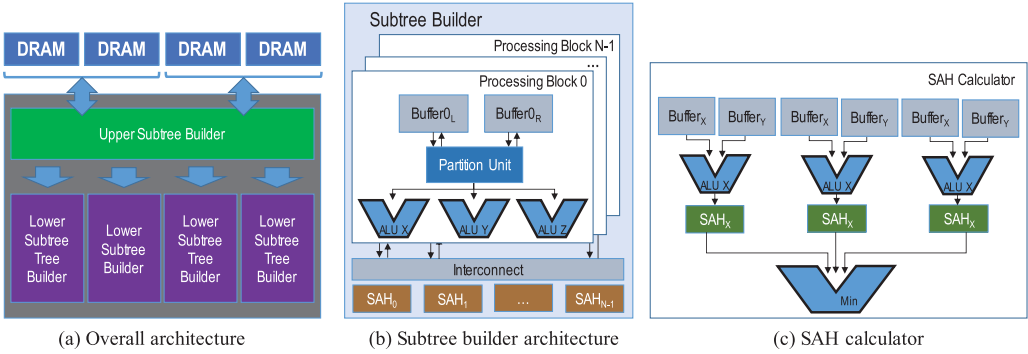 DRAM DRAM DRAM DRAM
Upper Subtree Builder
Lower
Subtree
Tree
Builder
Lower
Subtree
Builder
Lower
Subtree
Tree
Builder
Lower
Subtree
Tree
Builder
(a) Overall architecture
Subtree Builder
Processing Block N-1
...
Processing Block 0
Buffer0L Buffer0R
Partition Unit
ALU X ALU Y ALU Z
Interconnect
SAH0 SAH1 ... SAHN-1
(b) Subtree builder architecture
SAH Calculator
BufferX BufferY BufferX BufferY BufferX BufferY
ALU X ALU X ALU X
SAHX SAHX SAHX
Min
(c) SAH calculator